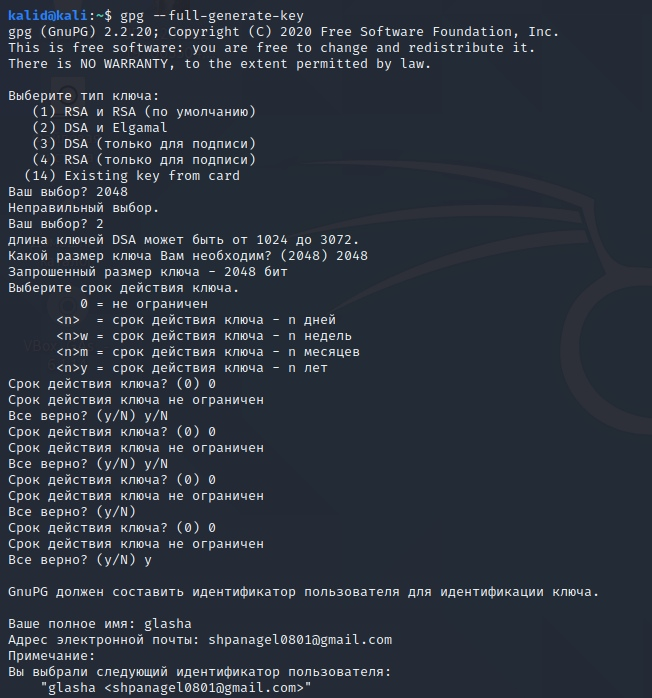 kalid@kali:~$ gpg --full-generate-key
gpg (GnuPG) 2.2.20; Copyright (C) 2020 Free Software Foundation, Inc.
This is free software: you are free to change and redistribute it.
There is NO WARRANTY, to the extent permitted by law.
Выберите тип ключа:
(1) RSA и RSA (по умолчанию)
(2) DSA и Elgamal
(3) DSA (только для подписи)
(4) RSA (только для подписи)
(14) Existing key from card
Ваш выбор? 2048
Неправильный выбор.
Ваш выбор? 2
длина ключей DSA может быть от 1024 до 3072.
Какой размер ключа Вам необходим? (2048) 2048
Запрошенный размер ключа - 2048 бит
Выберите срок действия ключа.
0 = не ограничен
<n> = срок действия ключа - n дней
<n>w = срок действия ключа - n недель
<n>m = срок действия ключа - n месяцев
<n>y = срок действия ключа - n лет
Срок действия ключа? (0) 0
Срок действия ключа не ограничен
Все верно? (y/N) y/N
Срок действия ключа? (0) 0
Срок действия ключа не ограничен
Все верно? (y/N) y/N
Срок действия ключа? (0) 0
Срок действия ключа не ограничен
Все верно? (y/N)
Срок действия ключа? (0) 0
Срок действия ключа не ограничен
Все верно? (y/N) y
GnuPG должен составить идентификатор пользователя для идентификации ключа.
Ваше полное имя: glasha
Адрес электронной почты: shpanagel0801@gmail.com
Примечание:
Вы выбрали следующий идентификатор пользователя:
"glasha <shpanagel0801@gmail.com>"